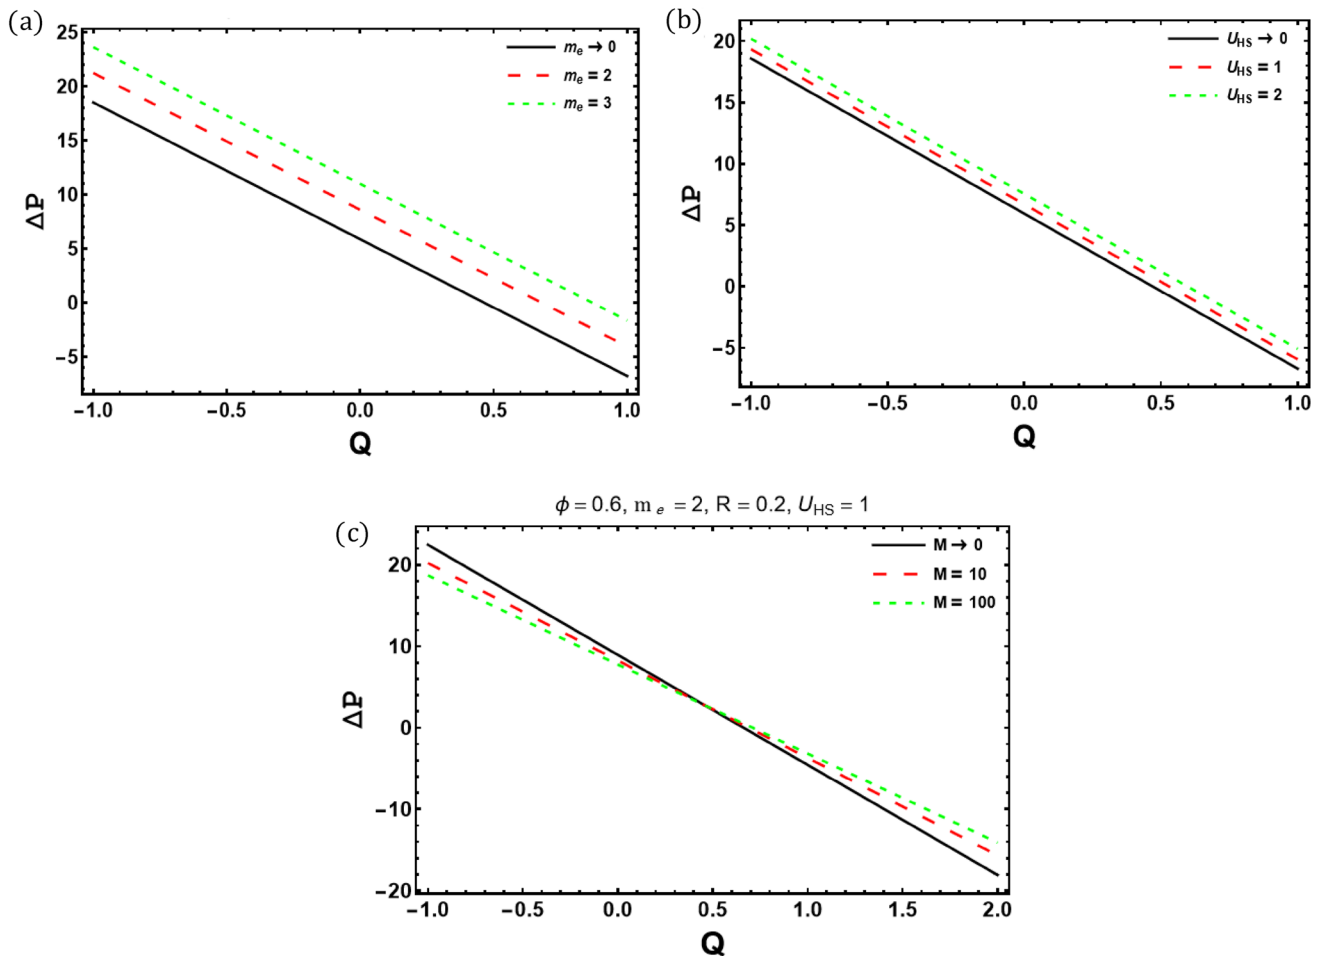 (a)
25
20
15
10
5
0
−5
ΔP
−1.0 −0.5 0.0 0.5 1.0
Q
mₑ → 0
mₑ = 2
mₑ = 3
(b)
20
15
10
5
0
−5
ΔP
−1.0 −0.5 0.0 0.5 1.0
Q
U_HS → 0
U_HS = 1
U_HS = 2
ϕ = 0.6, m ₑ = 2, R = 0.2, U_HS = 1
(c)
20
10
0
−10
−20
ΔP
−1.0 −0.5 0.0 0.5 1.0 1.5 2.0
Q
M → 0
M = 10
M = 100